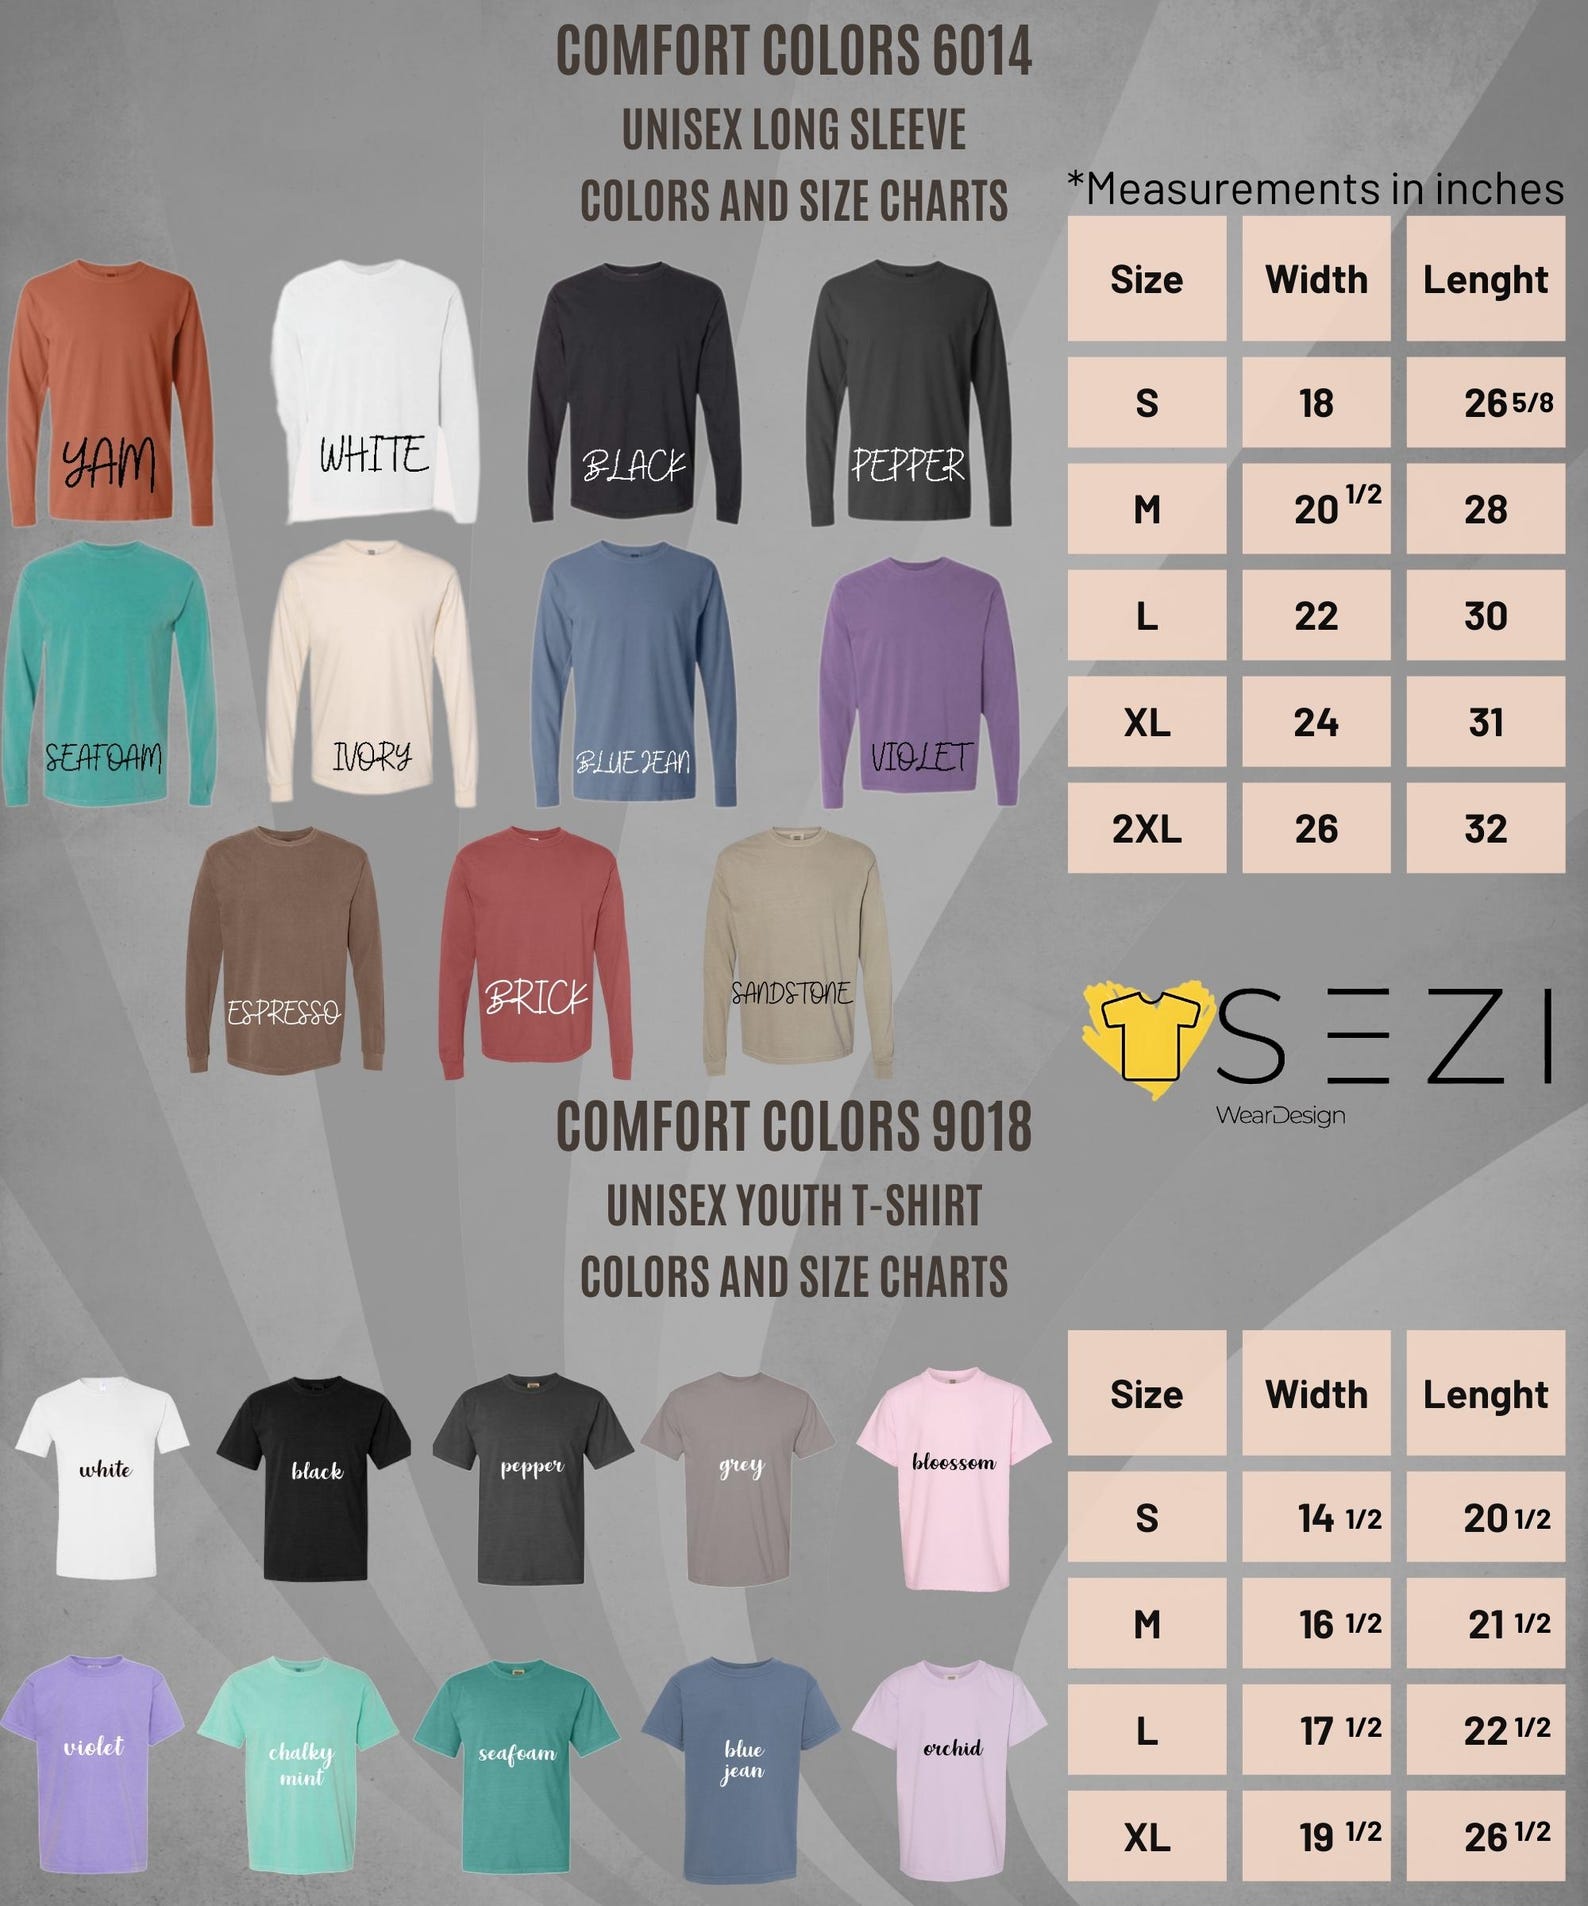 COMFORT COLORS 6014
UNISEX LONG SLEEVE
COLORS AND SIZE CHARTS
*Measurements in inches
YAM
WHITE
BLACK
PEPPER
SEAFOAM
IVORY
BLUE JEAN
VIOLET
ESPRESSO
BRICK
SANDSTONE
Size Width Lenght
S 18 26 5/8
M 20 1/2 28
L 22 30
XL 24 31
2XL 26 32
SEZI
WearDesign
COMFORT COLORS 9018
UNISEX YOUTH T-SHIRT
COLORS AND SIZE CHARTS
white
black
pepper
grey
bloossom
violet
chalky
mint
seafoam
blue
jean
orchid
Size Width Lenght
S 14 1/2 20 1/2
M 16 1/2 21 1/2
L 17 1/2 22 1/2
XL 19 1/2 26 1/2